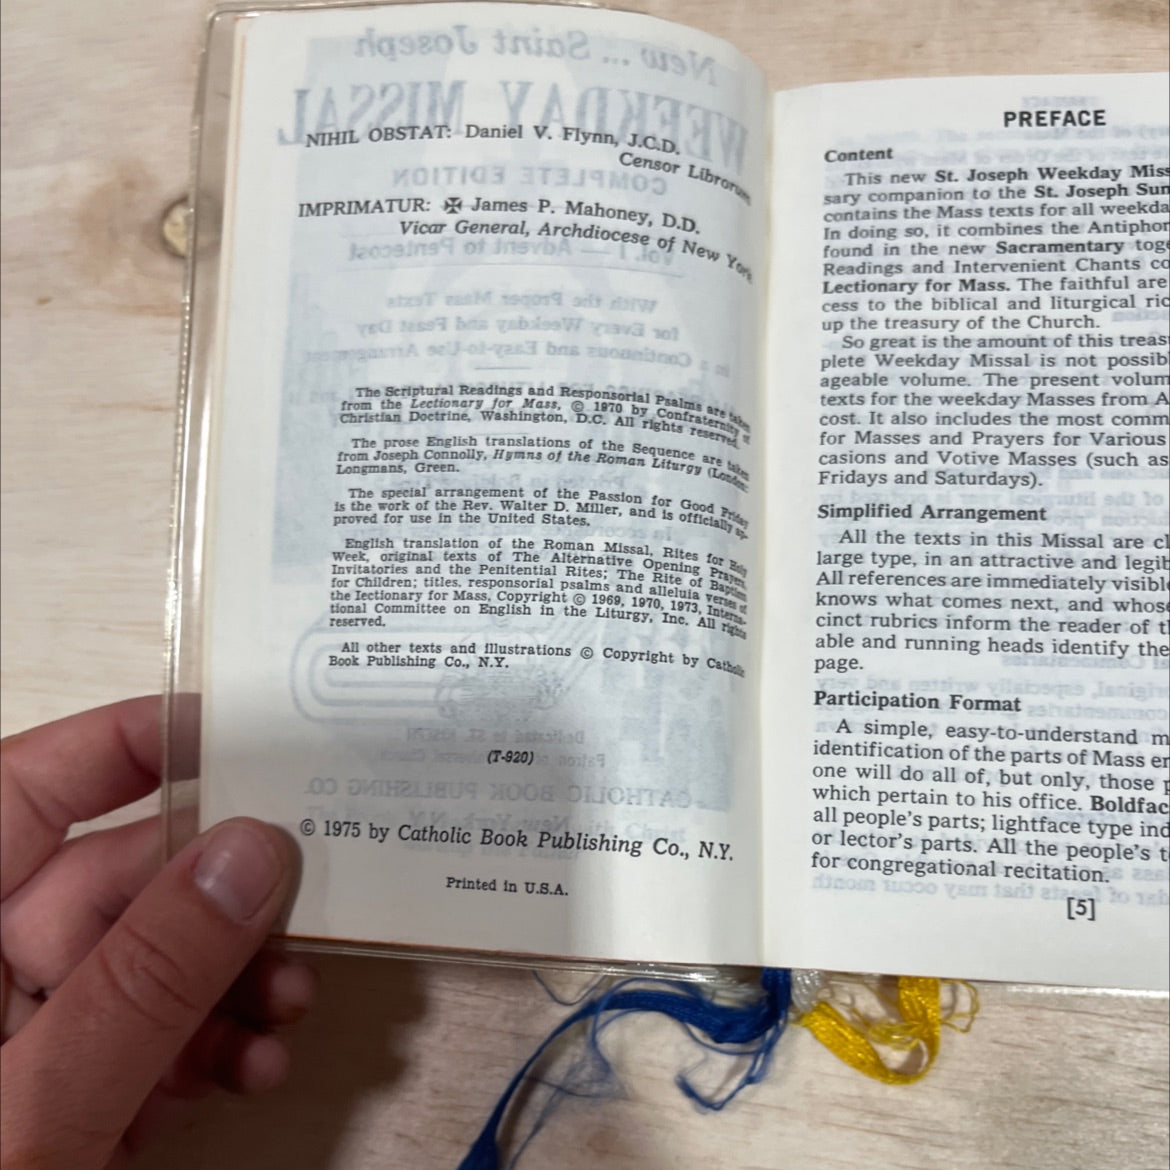 NIHIL OBSTAT: Daniel V. Flynn, J.C.D.
Censor Librorum
IMPRIMATUR: ✠ James P. Mahoney, D.D.
Vicar General, Archdiocese of New York
The Scriptural Readings and Responsorial Psalms are taken
from the Lectionary for Mass, © 1970 by Confraternity of
Christian Doctrine, Washington, D.C. All rights reserved.
The prose English translations of the Sequence are taken
from Joseph Connolly, Hymns of the Roman Liturgy (London:
Longmans, Green.
The special arrangement of the Passion for Good Friday
is the work of the Rev. Walter D. Miller, and is officially ap-
proved for use in the United States.
English translation of the Roman Missal, Rites for Holy
Week, original texts of The Alternative Opening Prayers,
Invitatories and the Penitential Rites; The Rite of Baptism
for Children; titles, responsorial psalms and alleluia verses of
the lectionary for Mass, Copyright © 1969, 1970, 1973, Interna-
tional Committee on English in the Liturgy, Inc. All rights
reserved.
All other texts and illustrations © Copyright by Catholic
Book Publishing Co., N.Y.
(T-920)
© 1975 by Catholic Book Publishing Co., N.Y.
Printed in U.S.A.
PREFACE
Content
This new St. Joseph Weekday Miss
sary companion to the St. Joseph Sun
contains the Mass texts for all weekda
In doing so, it combines the Antiphon
found in the new Sacramentary toge
Readings and Intervenient Chants co
Lectionary for Mass. The faithful are
cess to the biblical and liturgical ric
up the treasury of the Church.
So great is the amount of this treas
plete Weekday Missal is not possib
ageable volume. The present volum
texts for the weekday Masses from A
cost. It also includes the most comm
for Masses and Prayers for Various
casions and Votive Masses (such as
Fridays and Saturdays).
Simplified Arrangement
All the texts in this Missal are cl
large type, in an attractive and legib
All references are immediately visible
knows what comes next, and whose
cinct rubrics inform the reader of th
able and running heads identify the
page.
Participation Format
A simple, easy-to-understand m
identification of the parts of Mass en
one will do all of, but only, those p
which pertain to his office. Boldfac
all people's parts; lightface type ind
or lector's parts. All the people's t
for congregational recitation.
[5]